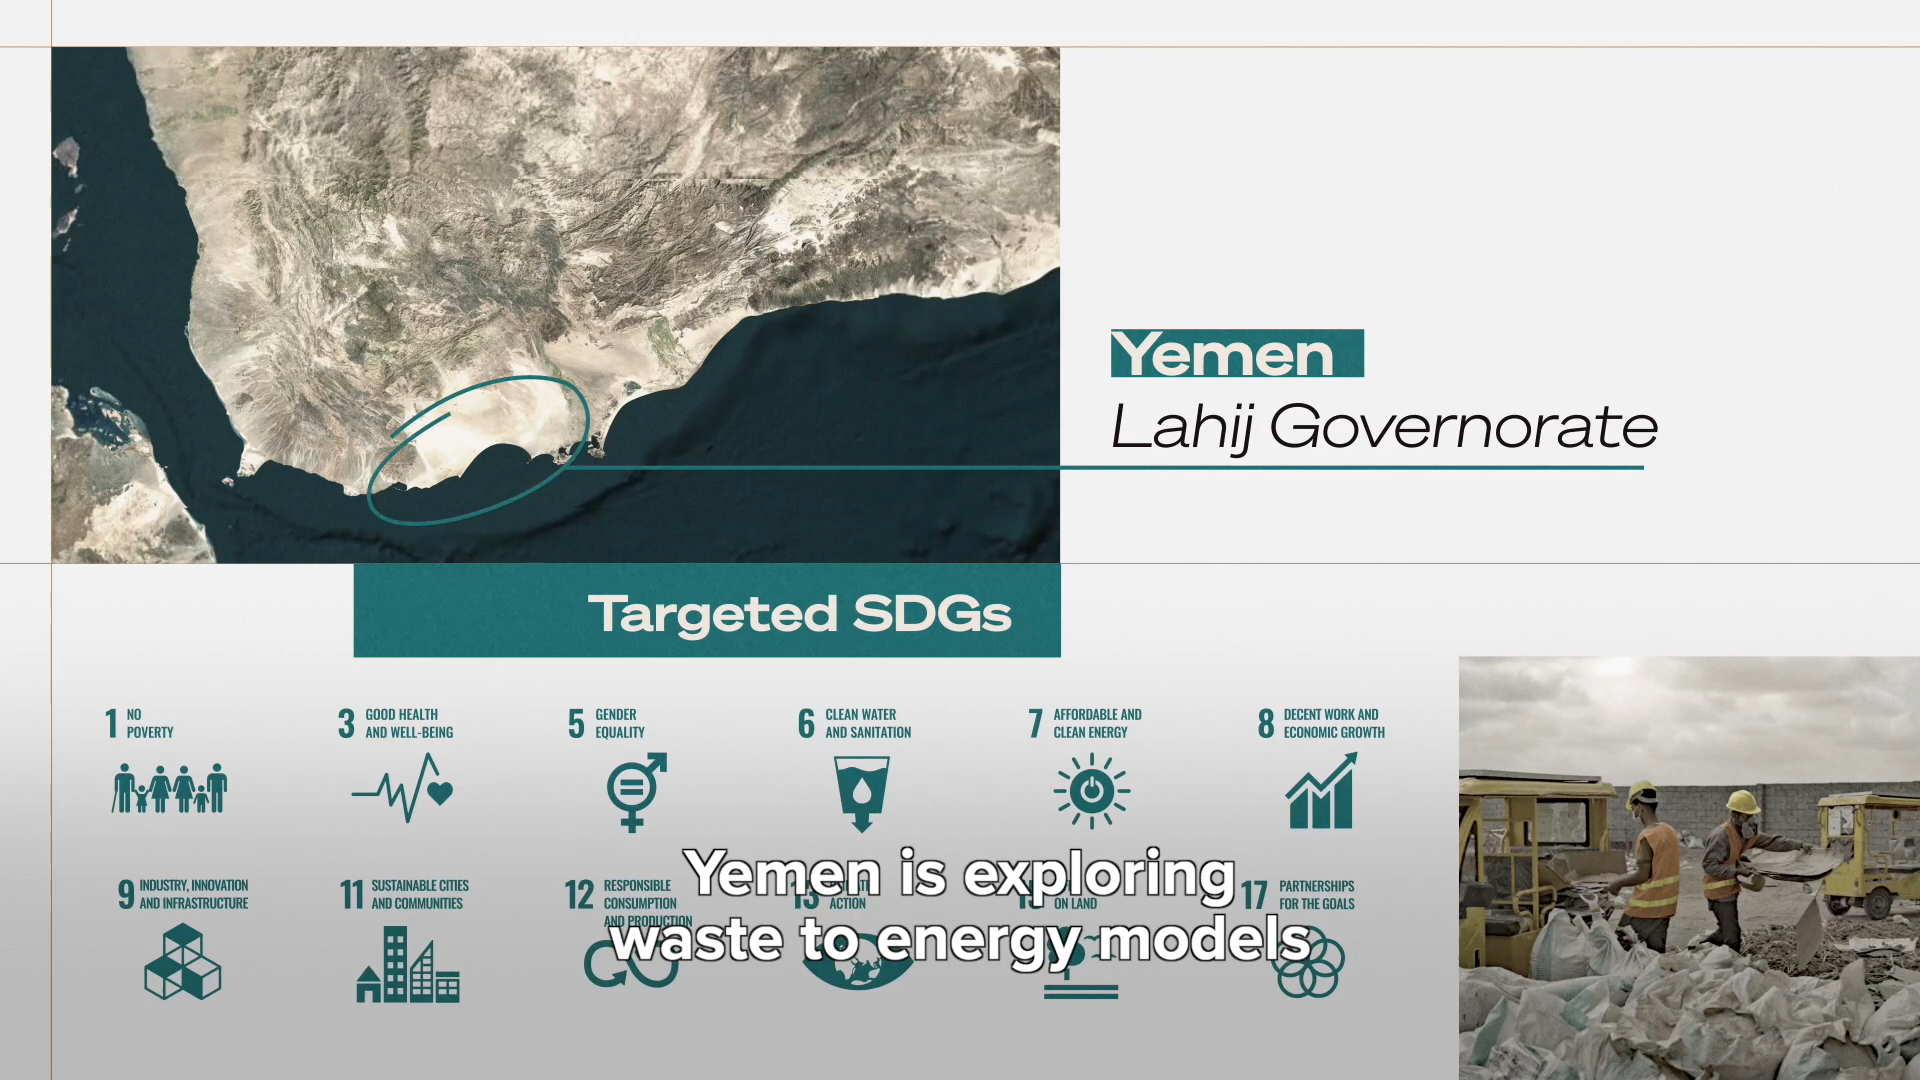 Yemen
Lahij Governorate
Targeted SDGs
1 NO
POVERTY
3 GOOD HEALTH
AND WELL-BEING
5 GENDER
EQUALITY
6 CLEAN WATER
AND SANITATION
7 AFFORDABLE AND
CLEAN ENERGY
8 DECENT WORK AND
ECONOMIC GROWTH
9 INDUSTRY, INNOVATION
AND INFRASTRUCTURE
11 SUSTAINABLE CITIES
AND COMMUNITIES
12 RESPONSIBLE
CONSUMPTION
AND PRODUCTION
13
ACTION
ON LAND
17 PARTNERSHIPS
FOR THE GOALS
Yemen is exploring
waste to energy models